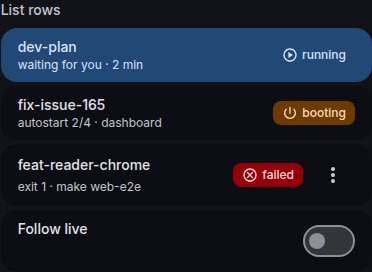 List rows
dev-plan
running
waiting for you · 2 min
fix-issue-165
booting
autostart 2/4 · dashboard
feat-reader-chrome
failed
exit 1 · make web-e2e
Follow live